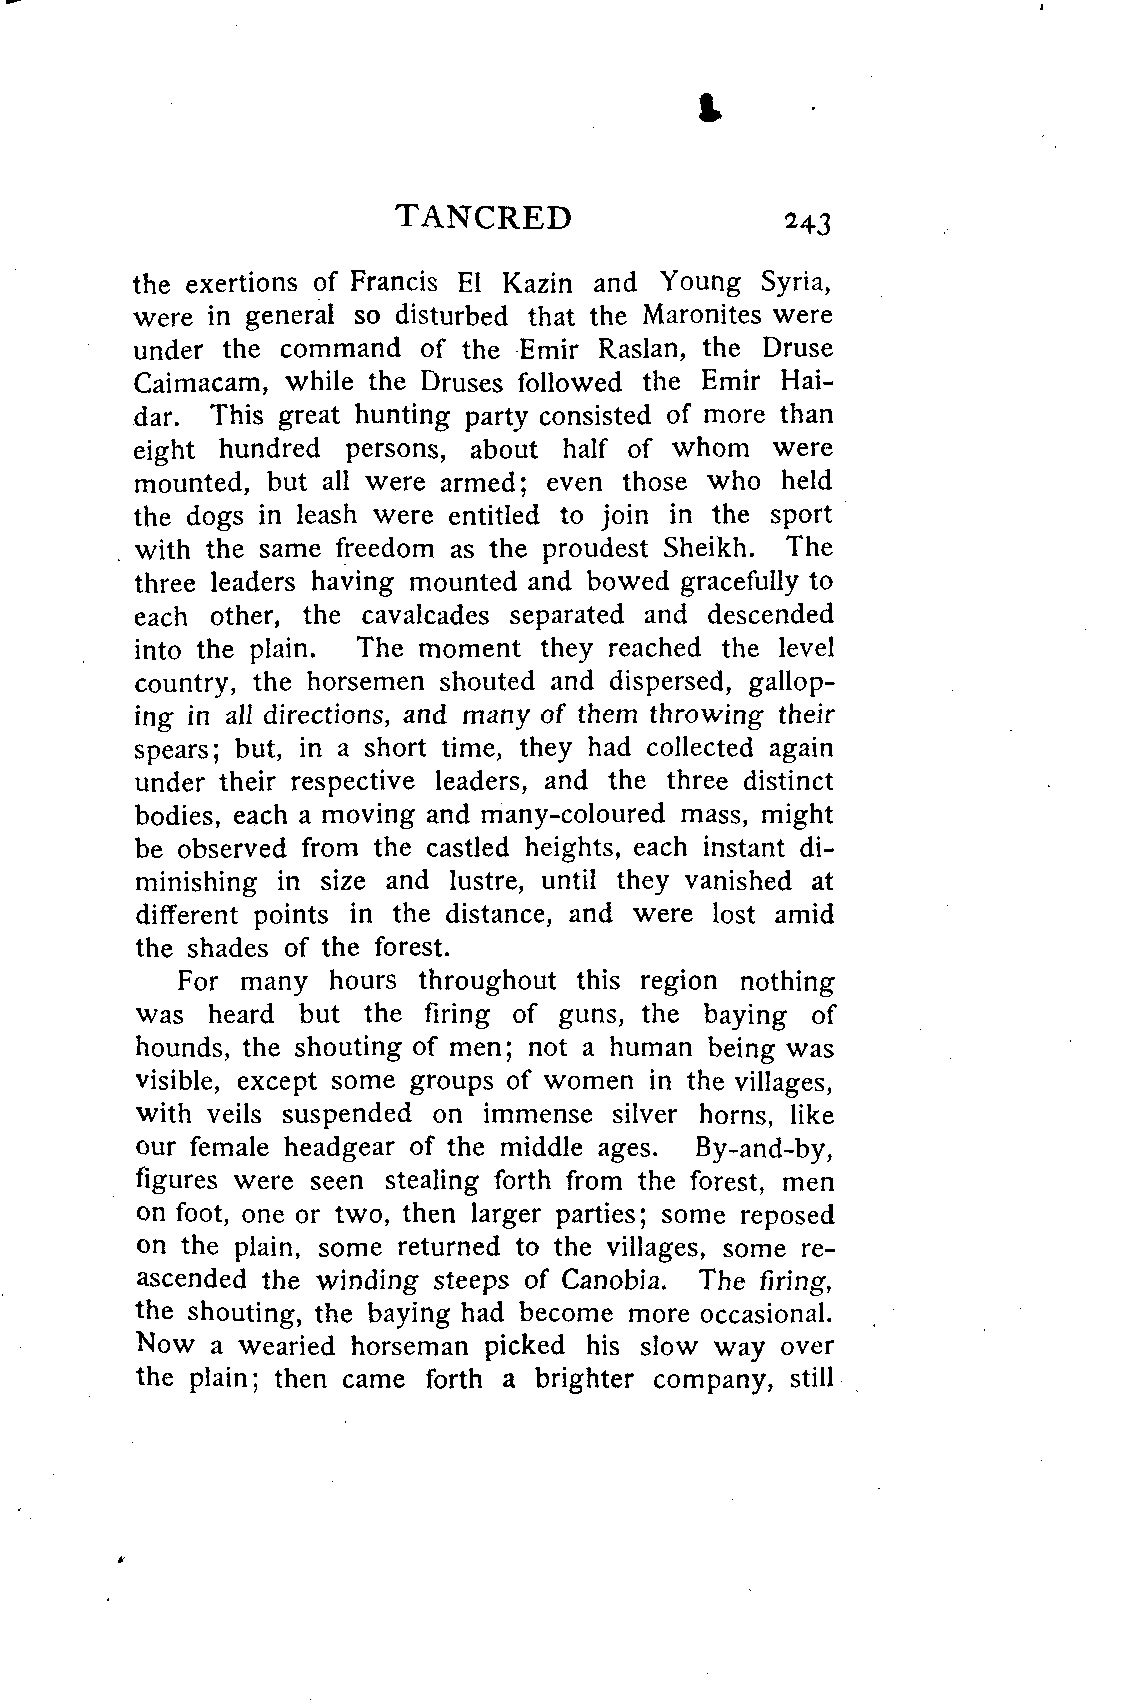 TANCRED 243
the exertions of Francis El Kazin and Young Syria,
were in general so disturbed that the Maronites were
under the command of the Emir Raslan, the Druse
Caimacam, while the Druses followed the Emir Hai-
dar. This great hunting party consisted of more than
eight hundred persons, about half of whom were
mounted, but all were armed; even those who held
the dogs in leash were entitled to join in the sport
with the same freedom as the proudest Sheikh. The
three leaders having mounted and bowed gracefully to
each other, the cavalcades separated and descended
into the plain. The moment they reached the level
country, the horsemen shouted and dispersed, gallop-
ing in all directions, and many of them throwing their
spears; but, in a short time, they had collected again
under their respective leaders, and the three distinct
bodies, each a moving and many-coloured mass, might
be observed from the castled heights, each instant di-
minishing in size and lustre, until they vanished at
different points in the distance, and were lost amid
the shades of the forest.
For many hours throughout this region nothing
was heard but the firing of guns, the baying of
hounds, the shouting of men; not a human being was
visible, except some groups of women in the villages,
with veils suspended on immense silver horns, like
our female headgear of the middle ages. By-and-by,
figures were seen stealing forth from the forest, men
on foot, one or two, then larger parties; some reposed
on the plain, some returned to the villages, some re-
ascended the winding steeps of Canobia. The firing,
the shouting, the baying had become more occasional.
Now a wearied horseman picked his slow way over
the plain; then came forth a brighter company, still